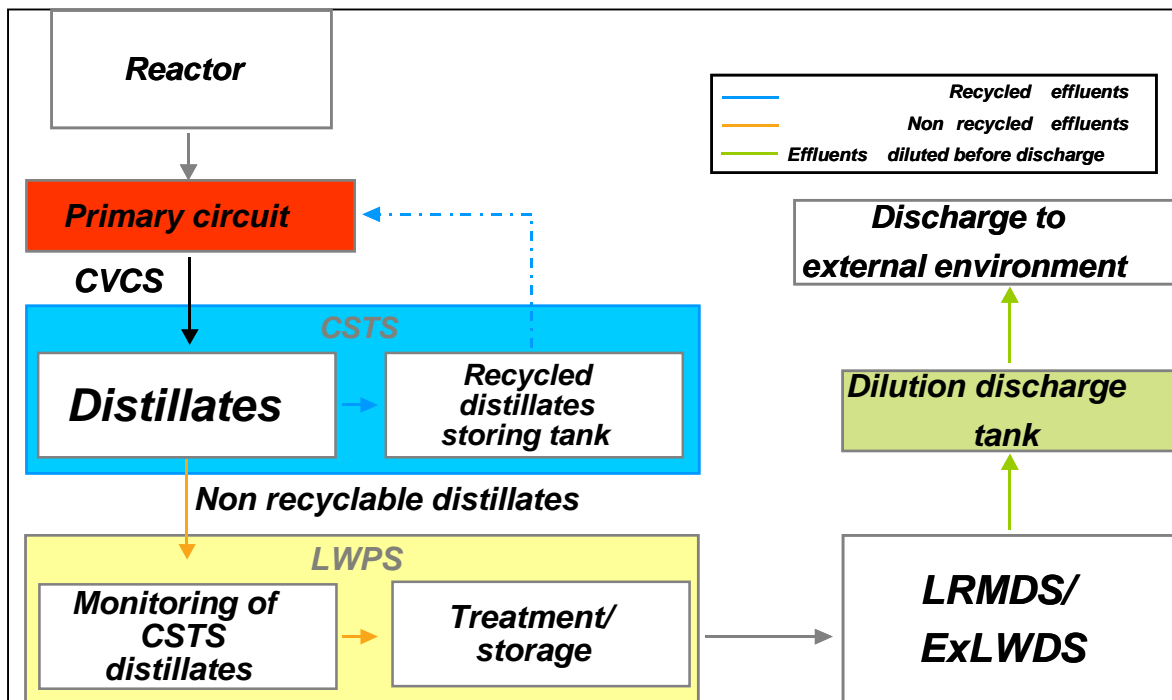 Reactor
Recycled effluents
Non recycled effluents
Effluents diluted before discharge
Primary circuit
Discharge to
external environment
CVCS
CSTS
Distillates
Recycled
distillates
storing tank
Dilution discharge
tank
Non recyclable distillates
LWPS
Monitoring of
CSTS
distillates
Treatment/
storage
LRMDS/
ExLWDS